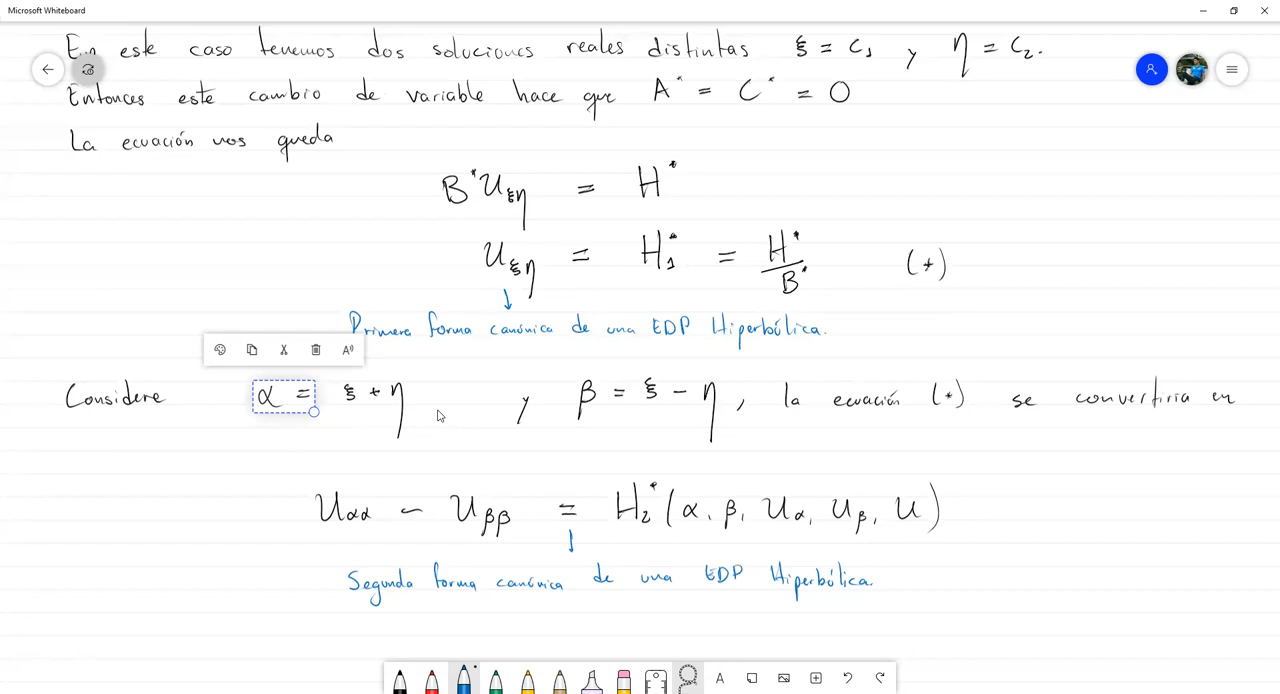 Microsoft Whiteboard
En este caso tenemos dos soluciones reales distintas ξ = C₁ y η = C₂.
Entonces este cambio de variable hace que A* = C* = 0
La ecuación nos queda
B*U_ξη = H*
U_ξη = H₁* = H*/B* (*)
Primera forma canónica de una EDP Hiperbólica.
Considere α = ξ + η y β = ξ - η, la ecuación (*) se convertiria en
U_αα - U_ββ = H₂*(α, β, U_α, U_β, U)
Segunda forma canónica de una EDP Hiperbólica.